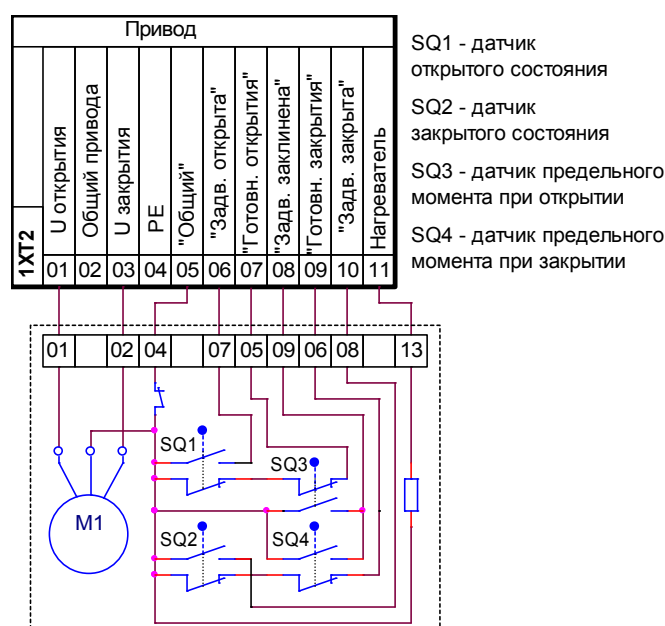 Привод
1XT2
U открытия
Общий привода
U закрытия
PE
"Общий"
"Задв. открыта"
"Готовн. открытия"
"Задв. заклинена"
"Готовн. закрытия"
"Задв. закрыта"
Нагреватель
01 02 03 04 05 06 07 08 09 10 11
SQ1 - датчик
открытого состояния
SQ2 - датчик
закрытого состояния
SQ3 - датчик предельного
момента при открытии
SQ4 - датчик предельного
момента при закрытии
01 02 04 07 05 09 06 08 13
SQ1
SQ3
M1
SQ2
SQ4